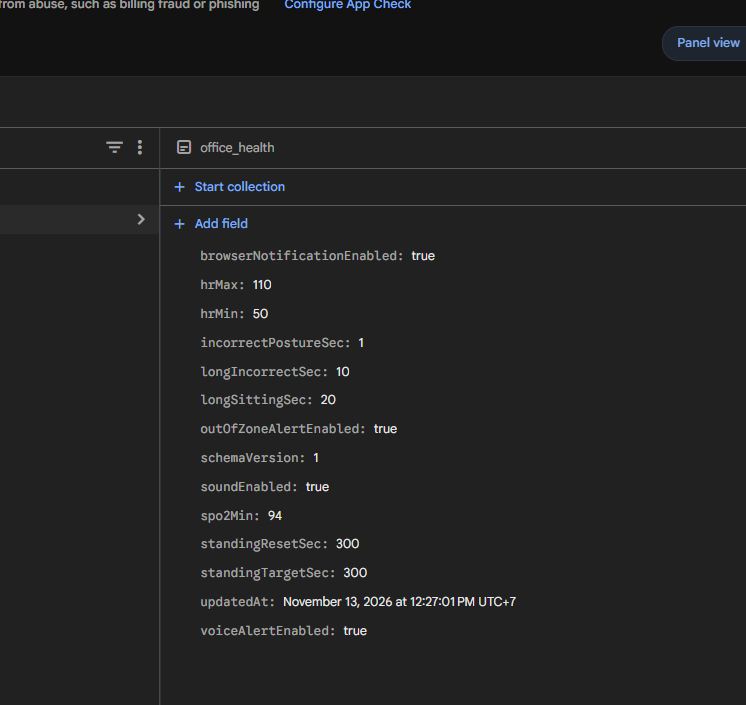 from abuse, such as billing fraud or phishing Configure App Check
Panel view
office_health
+ Start collection
+ Add field
browserNotificationEnabled: true
hrMax: 110
hrMin: 50
incorrectPostureSec: 1
longIncorrectSec: 10
longSittingSec: 20
outOfZoneAlertEnabled: true
schemaVersion: 1
soundEnabled: true
spo2Min: 94
standingResetSec: 300
standingTargetSec: 300
updatedAt: November 13, 2026 at 12:27:01 PM UTC+7
voiceAlertEnabled: true